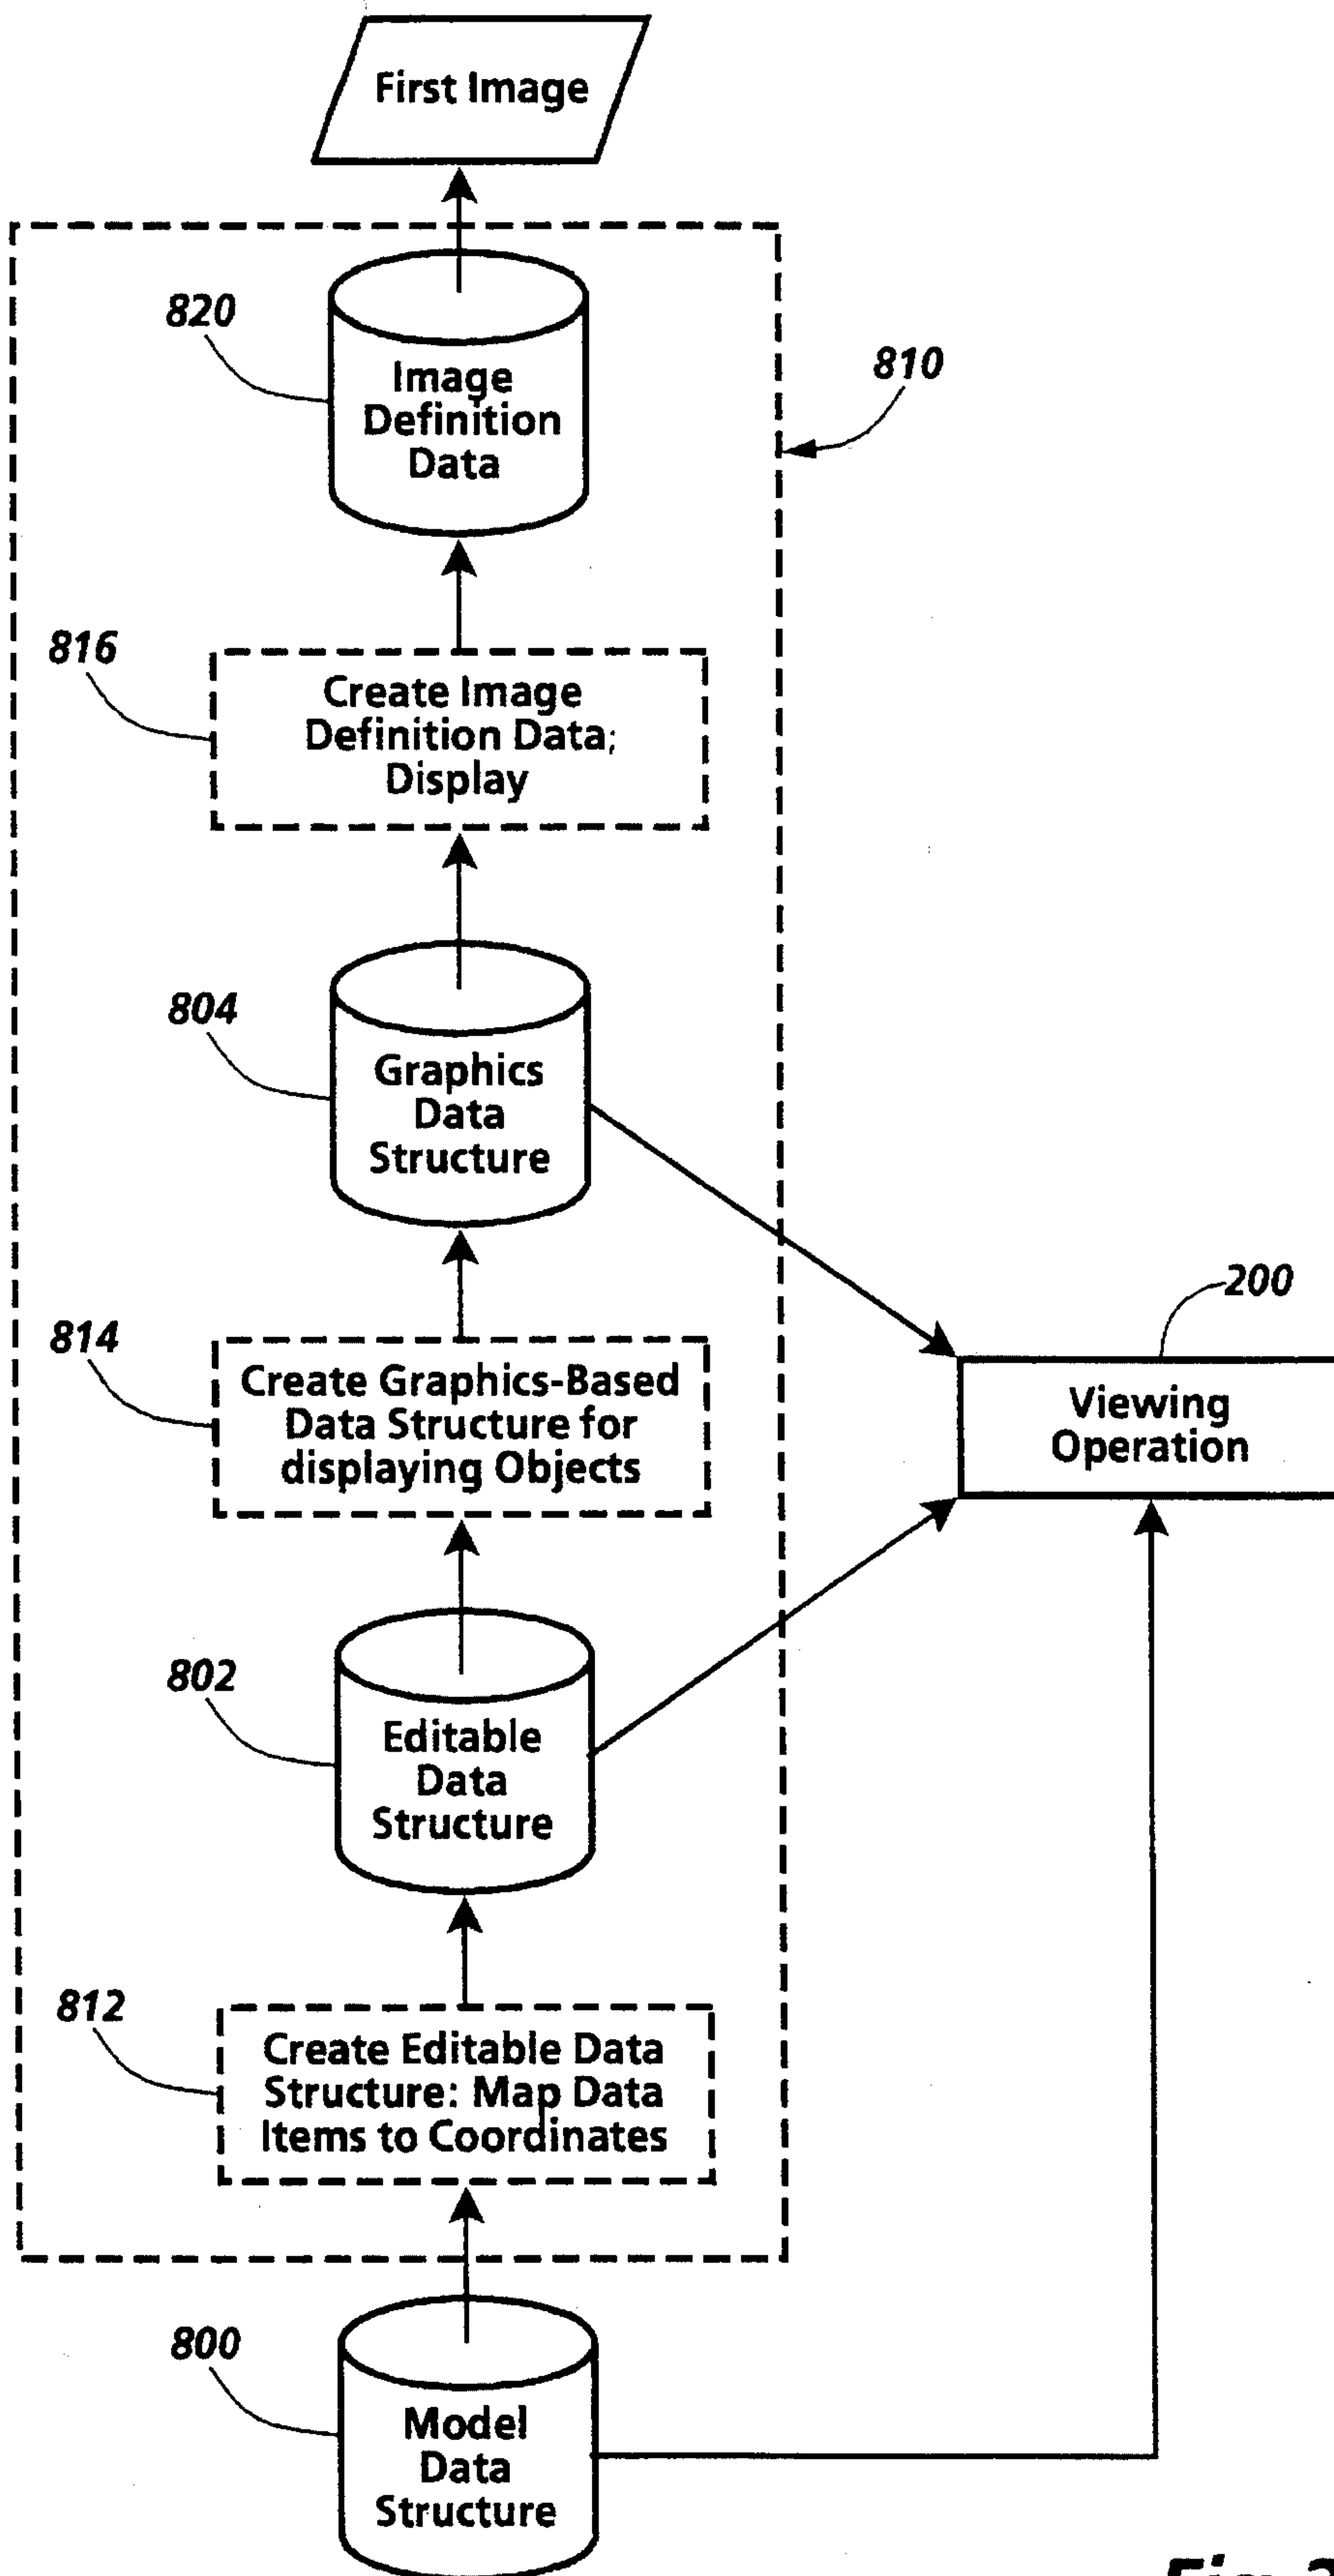 First Image
820
Image
Definition
Data
810
816
Create Image
Definition Data;
Display
804
Graphics
Data
Structure
200
814
Create Graphics-Based
Data Structure for
displaying Objects
Viewing
Operation
802
Editable
Data
Structure
812
Create Editable Data
Structure: Map Data
Items to Coordinates
800
Model
Data
Structure